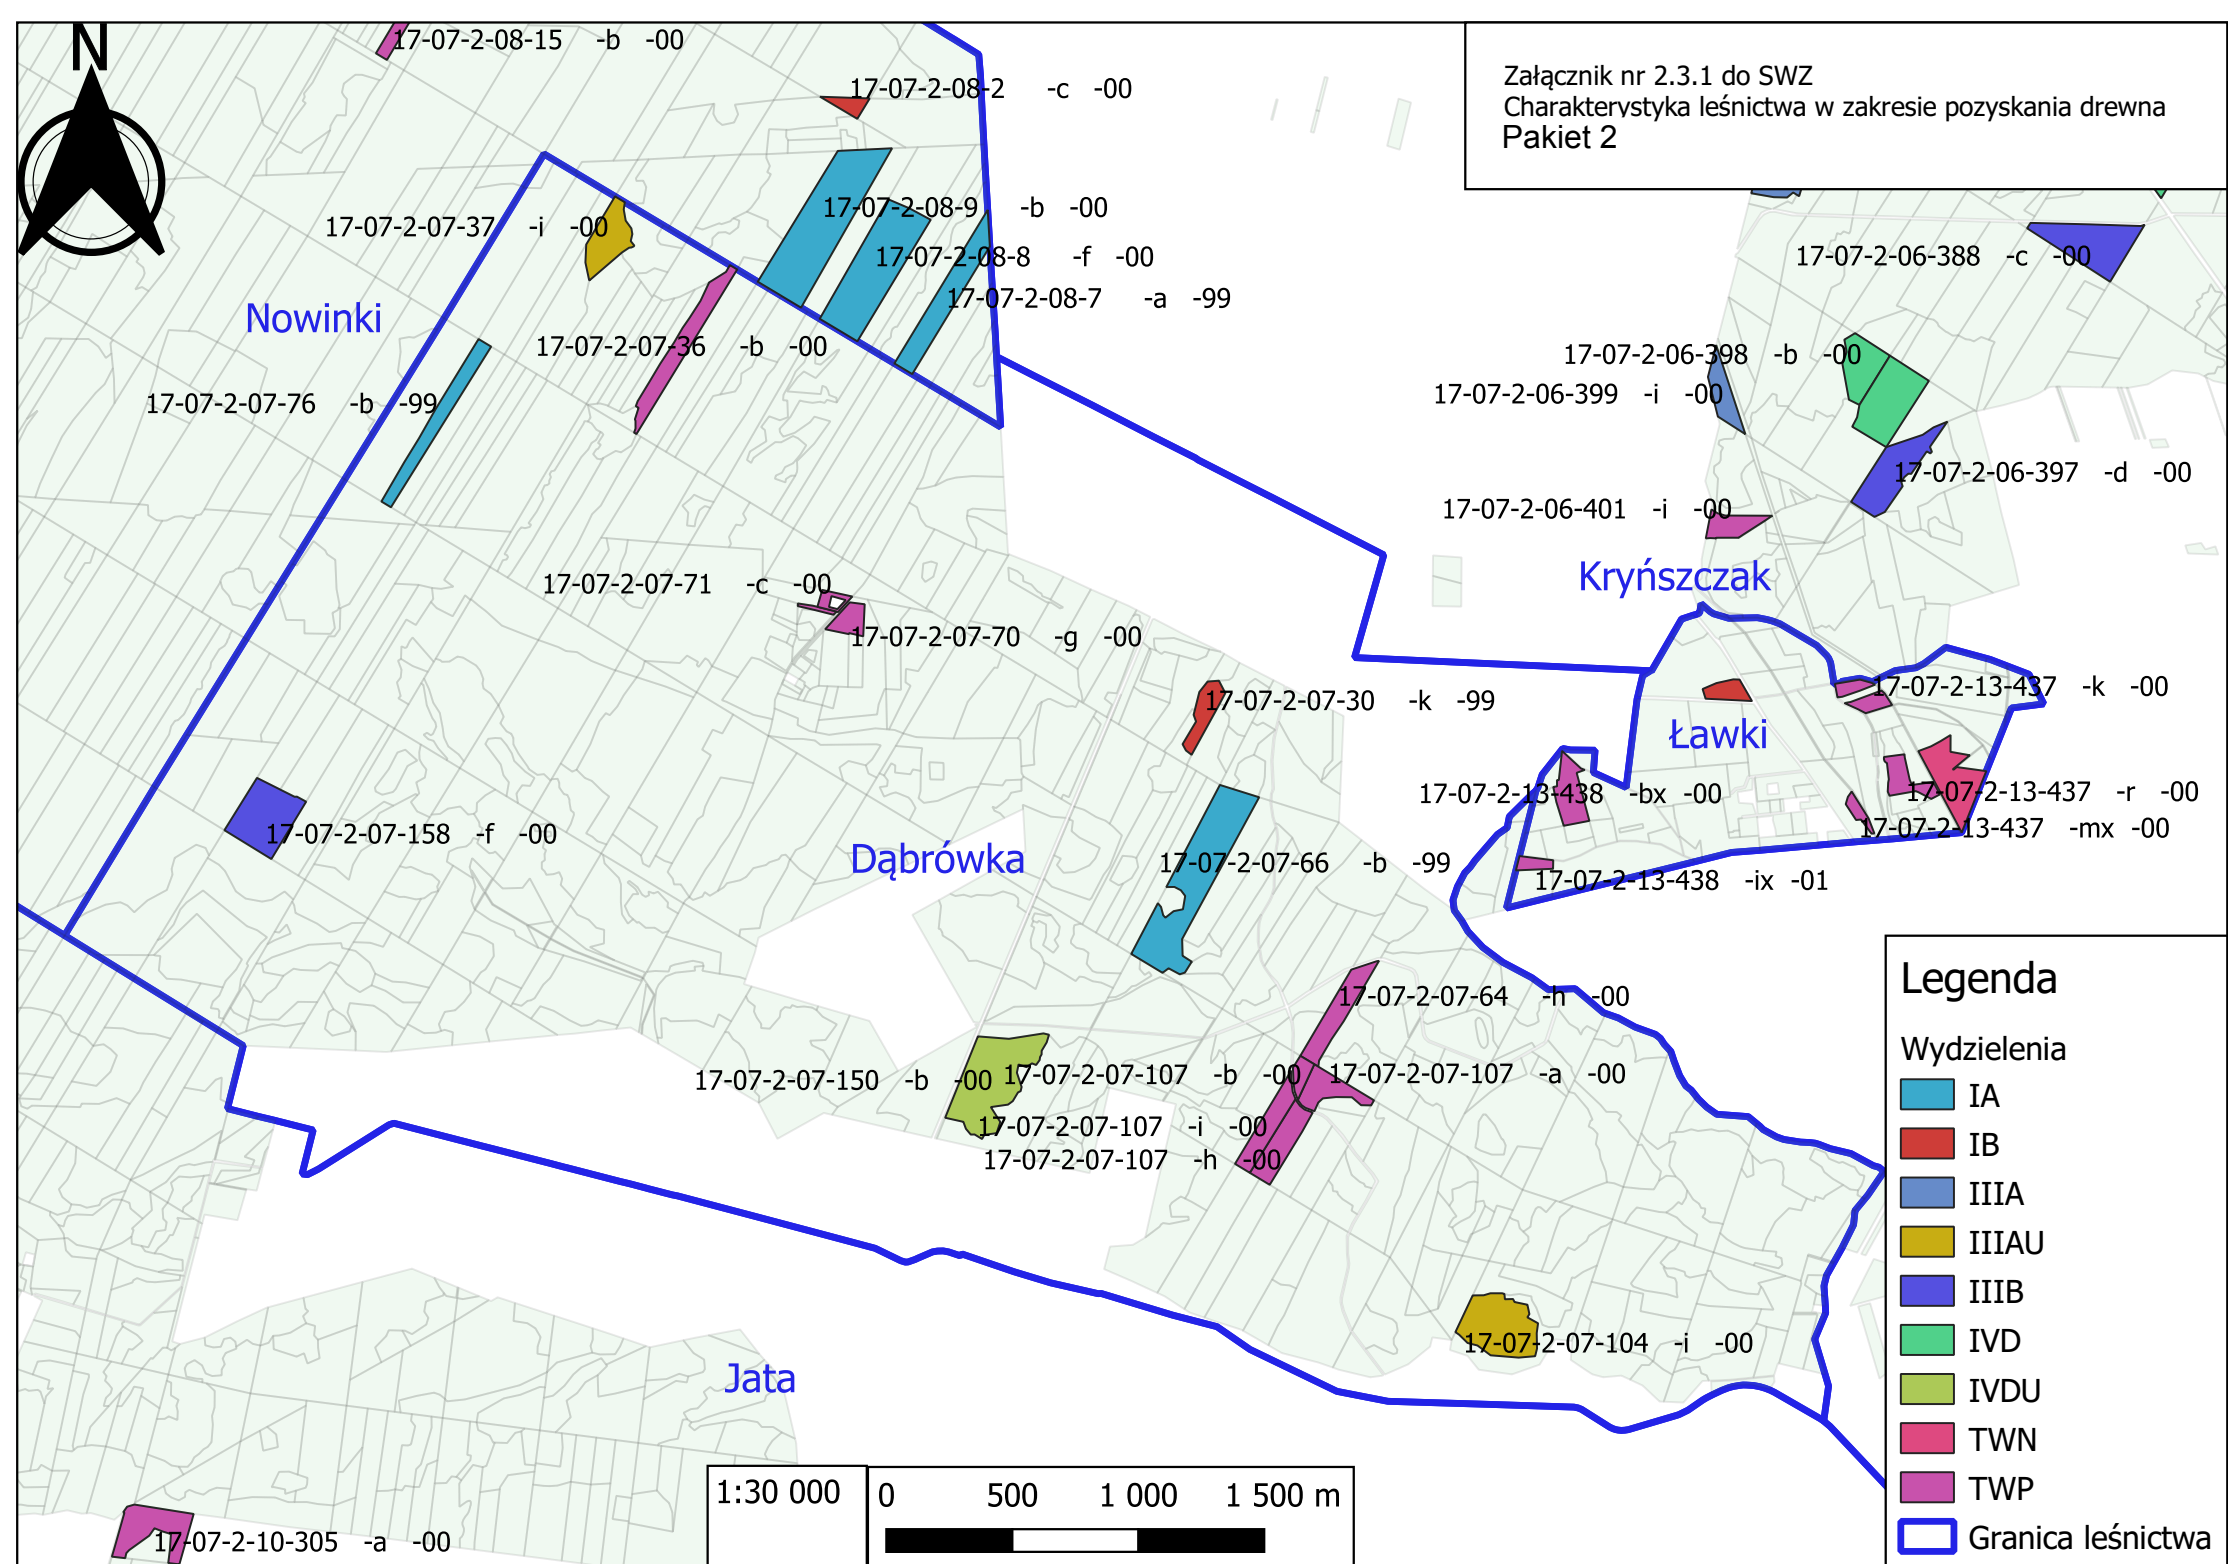 N
17-07-2-08-15 -b -00
17-07-2-08-2 -c -00
Załącznik nr 2.3.1 do SWZ
Charakterystyka leśnictwa w zakresie pozyskania drewna
Pakiet 2
17-07-2-08-9 -b -00
17-07-2-07-37 -i -00
17-07-2-08-8 -f -00
17-07-2-06-388 -c -00
17-07-2-08-7 -a -99
Nowinki
17-07-2-07-36 -b -00
17-07-2-06-398 -b -00
17-07-2-06-399 -i -00
17-07-2-07-76 -b -99
17-07-2-06-397 -d -00
17-07-2-06-401 -i -00
Kryńszczak
17-07-2-07-71 -c -00
17-07-2-07-70 -g -00
17-07-2-13-437 -k -00
17-07-2-07-30 -k -99
Ławki
17-07-2-13-438 -bx -00
17-07-2-13-437 -r -00
17-07-2-13-437 -mx -00
17-07-2-07-158 -f -00
Dąbrówka
17-07-2-07-66 -b -99
17-07-2-13-438 -ix -01
17-07-2-07-64 -h -00
17-07-2-07-150 -b -00
17-07-2-07-107 -b -00
17-07-2-07-107 -a -00
17-07-2-07-107 -i -00
17-07-2-07-107 -h -00
17-07-2-07-104 -i -00
Jata
17-07-2-10-305 -a -00
1:30 000
0 500 1 000 1 500 m
Legenda
Wydzielenia
IA
IB
IIIA
IIIAU
IIIB
IVD
IVDU
TWN
TWP
Granica leśnictwa